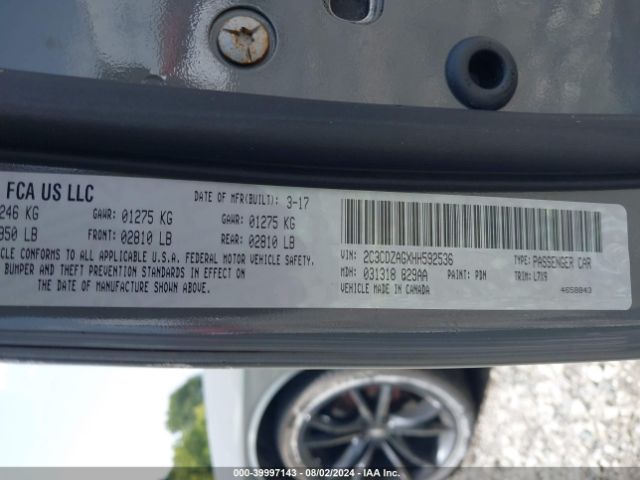 FCA US LLC
DATE OF MFR(BUILT): 3-17
246 KG GAWR: 01275 KG GAWR: 01275 KG
950 LB FRONT: 02810 LB REAR: 02810 LB
CLE CONFORMS TO ALL APPLICABLE U.S.A. FEDERAL MOTOR VEHICLE SAFETY,
BUMPER AND THEFT PREVENTION STANDARDS IN EFFECT ON
THE DATE OF MANUFACTURE SHOWN ABOVE.
VIN: 2C3CDZAGXHH592536 TYPE: PASSENGER CAR
MDH: 031318 829AA PAINT: PDN TRIM: L7X9
VEHICLE MADE IN CANADA 4658843
000-39997143 - 08/02/2024 - IAA Inc.